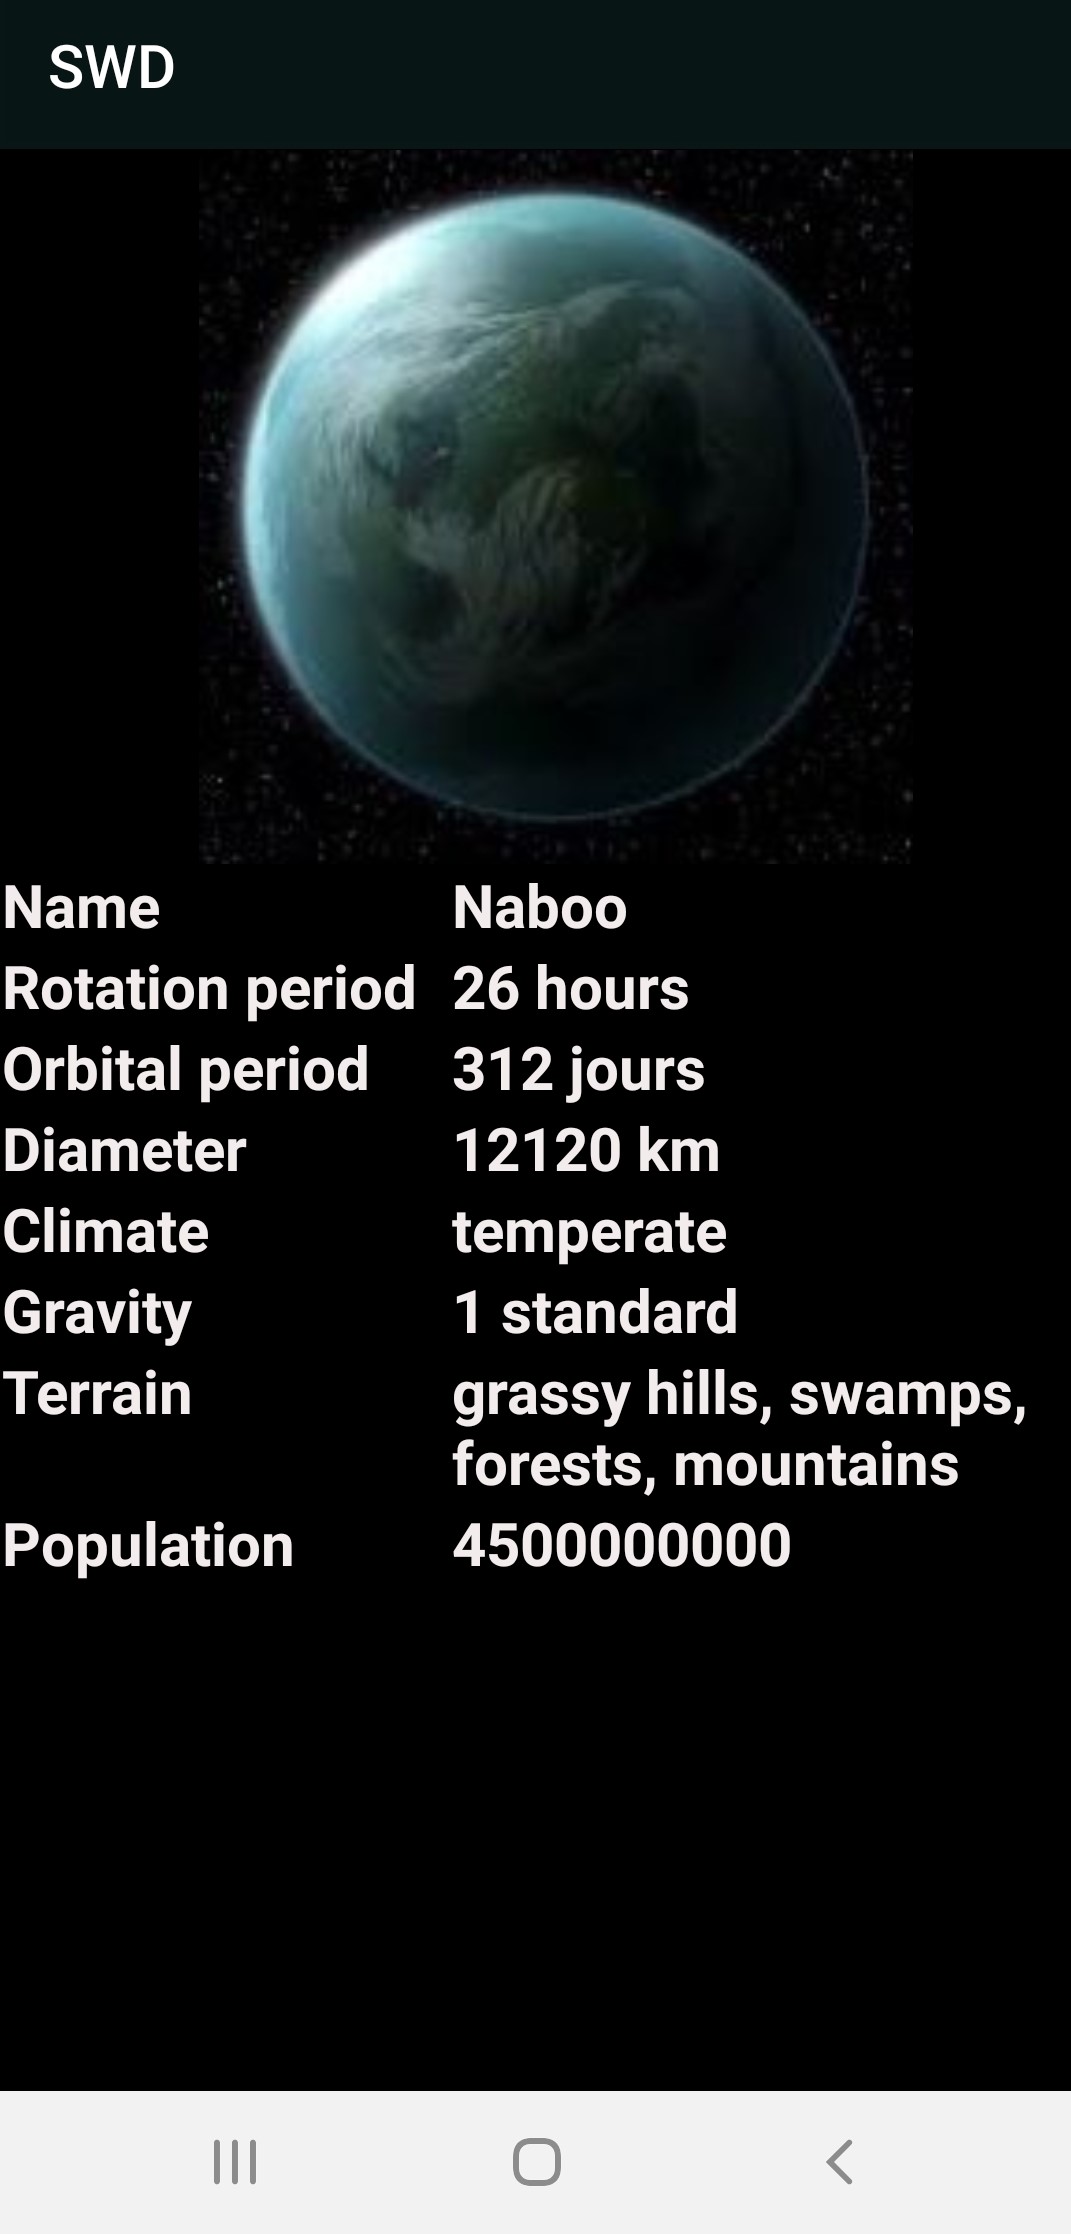 SWD
Name Naboo
Rotation period 26 hours
Orbital period 312 jours
Diameter 12120 km
Climate temperate
Gravity 1 standard
Terrain grassy hills, swamps,
forests, mountains
Population 4500000000